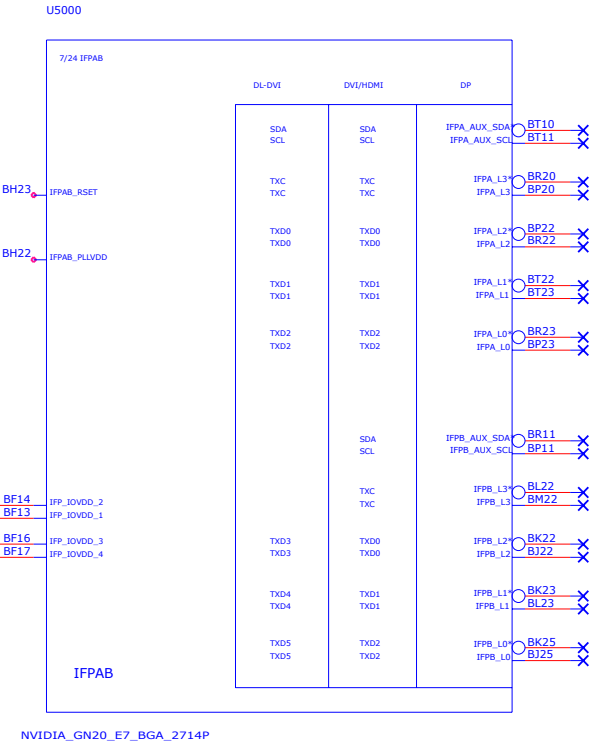 U5000
7/24 IFPAB
DL-DVI DVI/HDMI DP
SDA SDA IFPA_AUX_SDA* BT10
SCL SCL IFPA_AUX_SCL BT11
TXC TXC IFPA_L3* BR20
BH23 IFPAB_RSET TXC TXC IFPA_L3 BP20
TXD0 TXD0 IFPA_L2* BP22
TXD0 TXD0 IFPA_L2 BR22
BH22 IFPAB_PLLVDD
TXD1 TXD1 IFPA_L1* BT22
TXD1 TXD1 IFPA_L1 BT23
TXD2 TXD2 IFPA_L0* BR23
TXD2 TXD2 IFPA_L0 BP23
SDA IFPB_AUX_SDA* BR11
SCL IFPB_AUX_SCL BP11
TXC IFPB_L3* BL22
BF14 IFP_IOVDD_2 TXC IFPB_L3 BM22
BF13 IFP_IOVDD_1
BF16 IFP_IOVDD_3 TXD3 TXD0 IFPB_L2* BK22
BF17 IFP_IOVDD_4 TXD3 TXD0 IFPB_L2 BJ22
TXD4 TXD1 IFPB_L1* BK23
TXD4 TXD1 IFPB_L1 BL23
TXD5 TXD2 IFPB_L0* BK25
TXD5 TXD2 IFPB_L0 BJ25
IFPAB
NVIDIA_GN20_E7_BGA_2714P